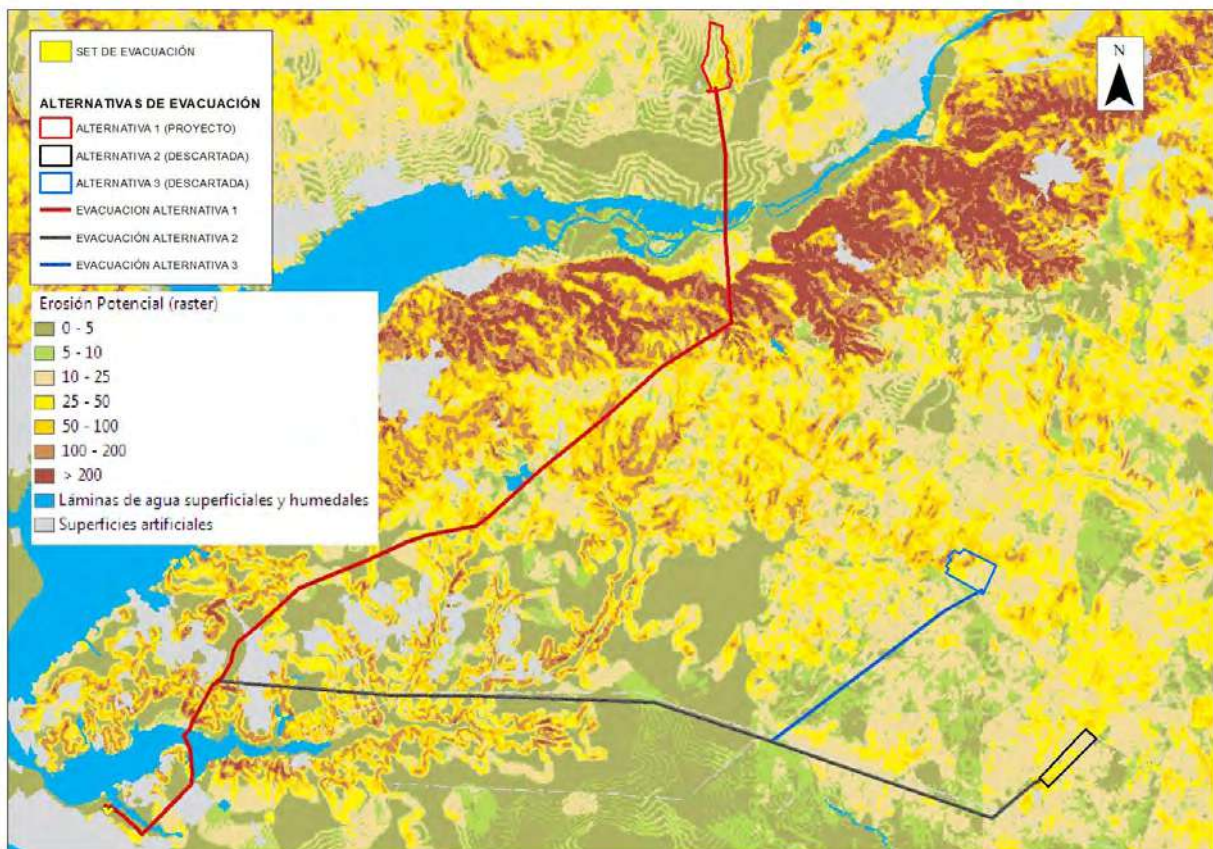 SET DE EVACUACIÓN
ALTERNATIVAS DE EVACUACIÓN
ALTERNATIVA 1 (PROYECTO)
ALTERNATIVA 2 (DESCARTADA)
ALTERNATIVA 3 (DESCARTADA)
EVACUACION ALTERNATIVA 1
EVACUACIÓN ALTERNATIVA 2
EVACUACIÓN ALTERNATIVA 3
Erosión Potencial (raster)
0 - 5
5 - 10
10 - 25
25 - 50
50 - 100
100 - 200
> 200
Láminas de agua superficiales y humedales
Superficies artificiales
N